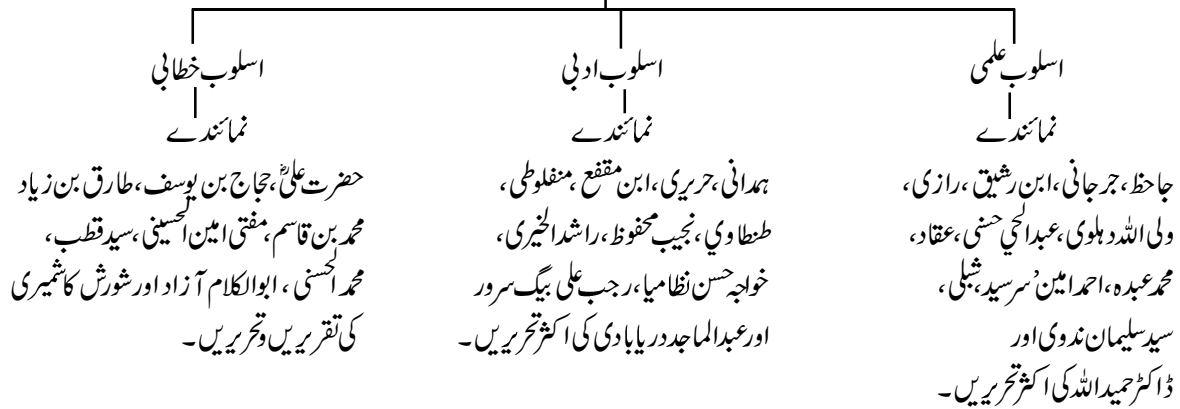 اسلوب علمی
نمائندے
جاحظ، جرجانی، ابن رشیق، رازی،
ولی اللہ دہلوی، عبدالحي حسنی، عقاد،
محمد عبدہ، احمد امین ُسرسید، شبلی،
سید سلیمان ندوی اور
ڈاکٹر حمید اللہ کی اکثر تحریریں۔
اسلوب ادبی
نمائندے
ہمدانی، حریری، ابن مقفع، منفلوطی،
طنطاوي، نجیب محفوظ، راشد الخیری،
خواجہ حسن نظامیا، رجب علی بیگ سرور
اور عبدالماجد دریابادی کی اکثر تحریریں۔
اسلوب خطابی
نمائندے
حضرت علیؓ، حجاج بن یوسف، طارق بن زیاد
محمد بن قاسم، مفتی امین الحسینی، سید قطب،
محمد الحسنی، ابوالکلام آزاد اور شورش کاشمیری
کی تقریریں وتحریریں۔